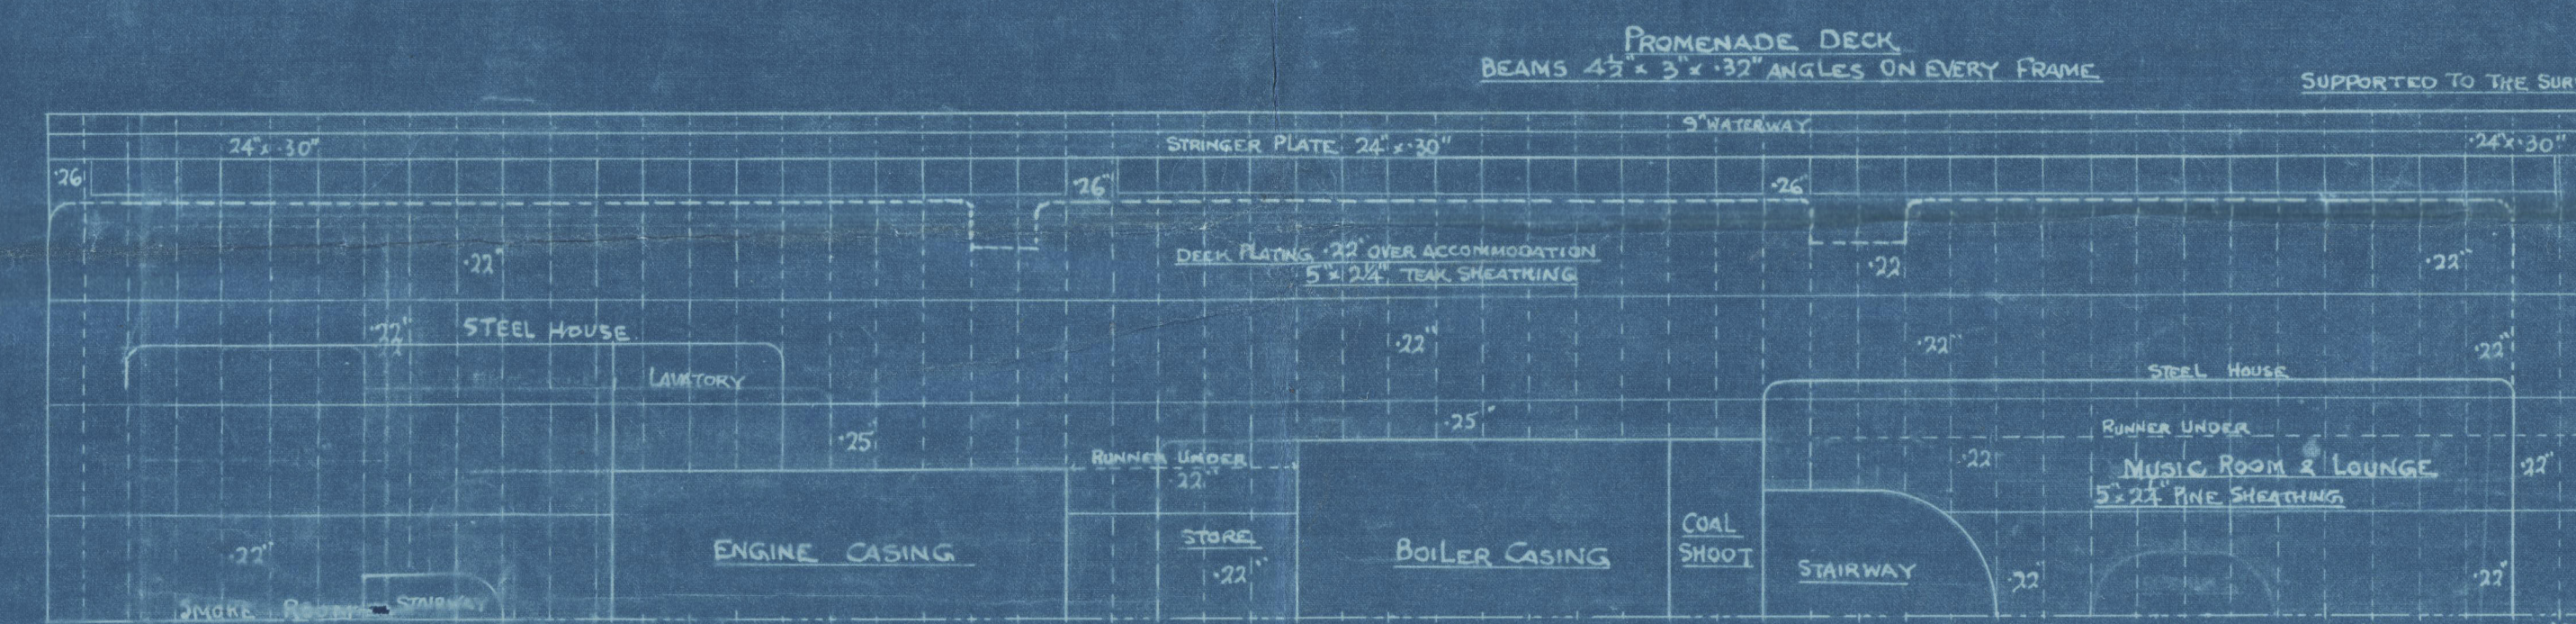 PROMENADE DECK
BEAMS 4½" x 3" x .32" ANGLES ON EVERY FRAME
SUPPORTED TO THE SUR
9" WATERWAY
24" x .30"
STRINGER PLATE 24" x .30"
.24" x .30"
.26
.26"
.26
DECK PLATING .22" OVER ACCOMMODATION
5" x 2¼" TEAK SHEATHING
.22"
.22
.22"
.22"
STEEL HOUSE
.22"
.22"
.22"
STEEL HOUSE
LAVATORY
.25"
.25
RUNNER UNDER
RUNNER UNDER
.22"
.22
MUSIC ROOM & LOUNGE
.22"
5" x 2¼" PINE SHEATHING
COAL
SHOOT
STORE
.22"
ENGINE CASING
BOILER CASING
STAIRWAY
.22"
.22"
.22"
SMOKE ROOM
STAIRWAY